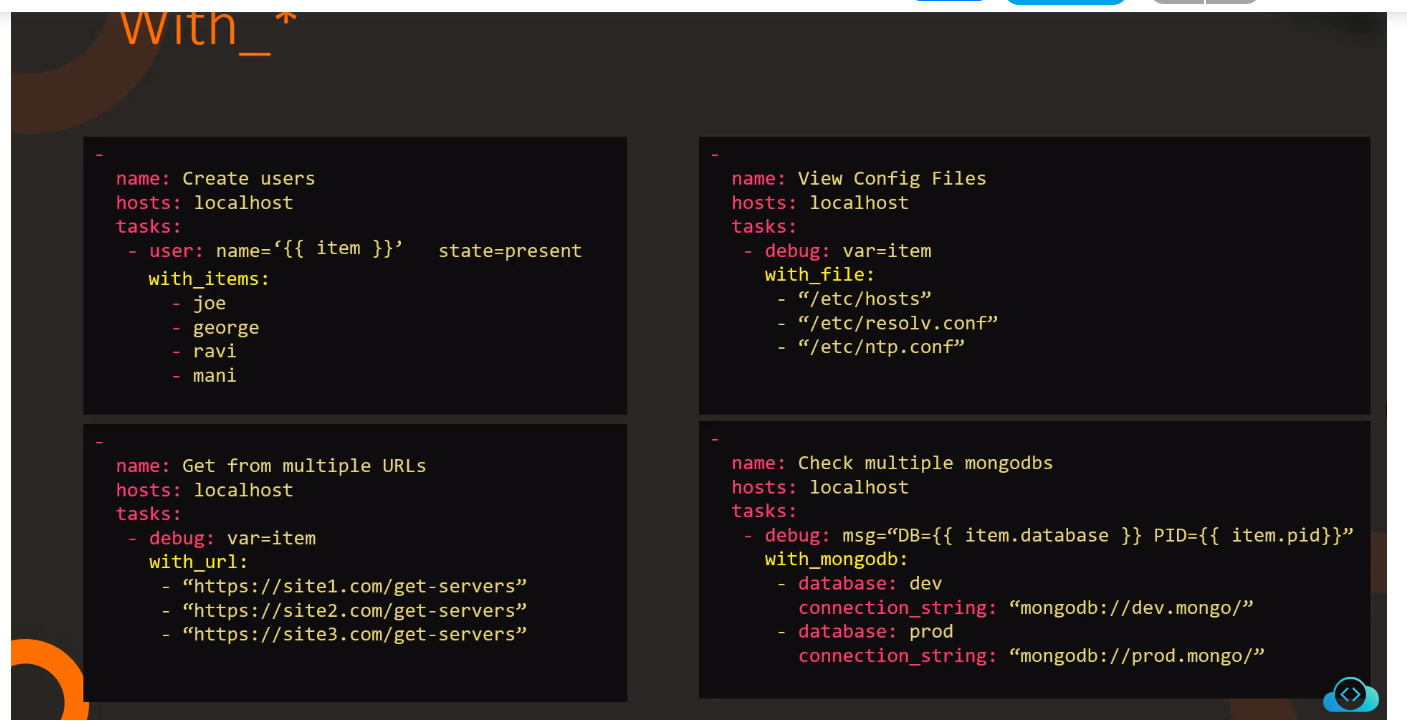 With_*
-
name: Create users
hosts: localhost
tasks:
- user: name=‘{{ item }}’ state=present
with_items:
- joe
- george
- ravi
- mani
-
name: View Config Files
hosts: localhost
tasks:
- debug: var=item
with_file:
- “/etc/hosts”
- “/etc/resolv.conf”
- “/etc/ntp.conf”
-
name: Get from multiple URLs
hosts: localhost
tasks:
- debug: var=item
with_url:
- “https://site1.com/get-servers”
- “https://site2.com/get-servers”
- “https://site3.com/get-servers”
-
name: Check multiple mongodbs
hosts: localhost
tasks:
- debug: msg=“DB={{ item.database }} PID={{ item.pid}}”
with_mongodb:
- database: dev
connection_string: “mongodb://dev.mongo/”
- database: prod
connection_string: “mongodb://prod.mongo/”